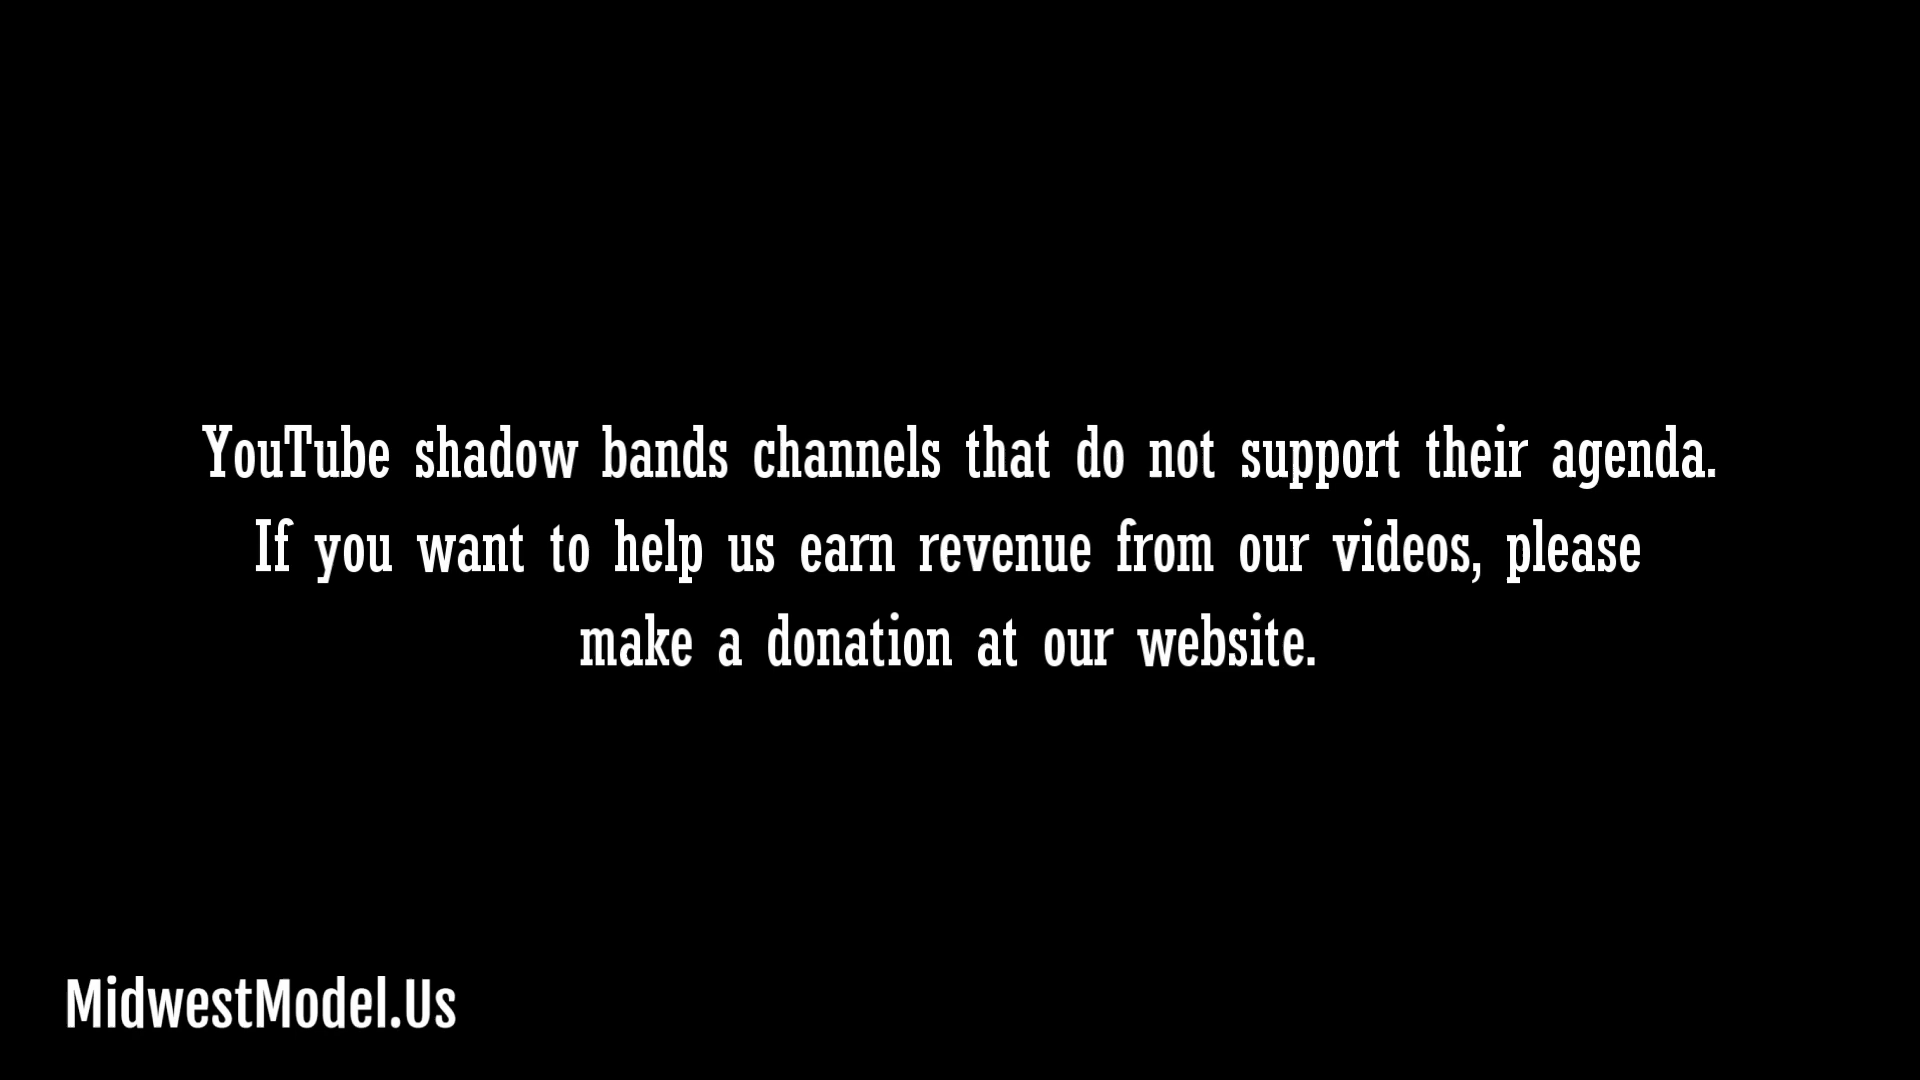 YouTube shadow bands channels that do not support their agenda.
If you want to help us earn revenue from our videos, please
make a donation at our website.
MidwestModel.Us